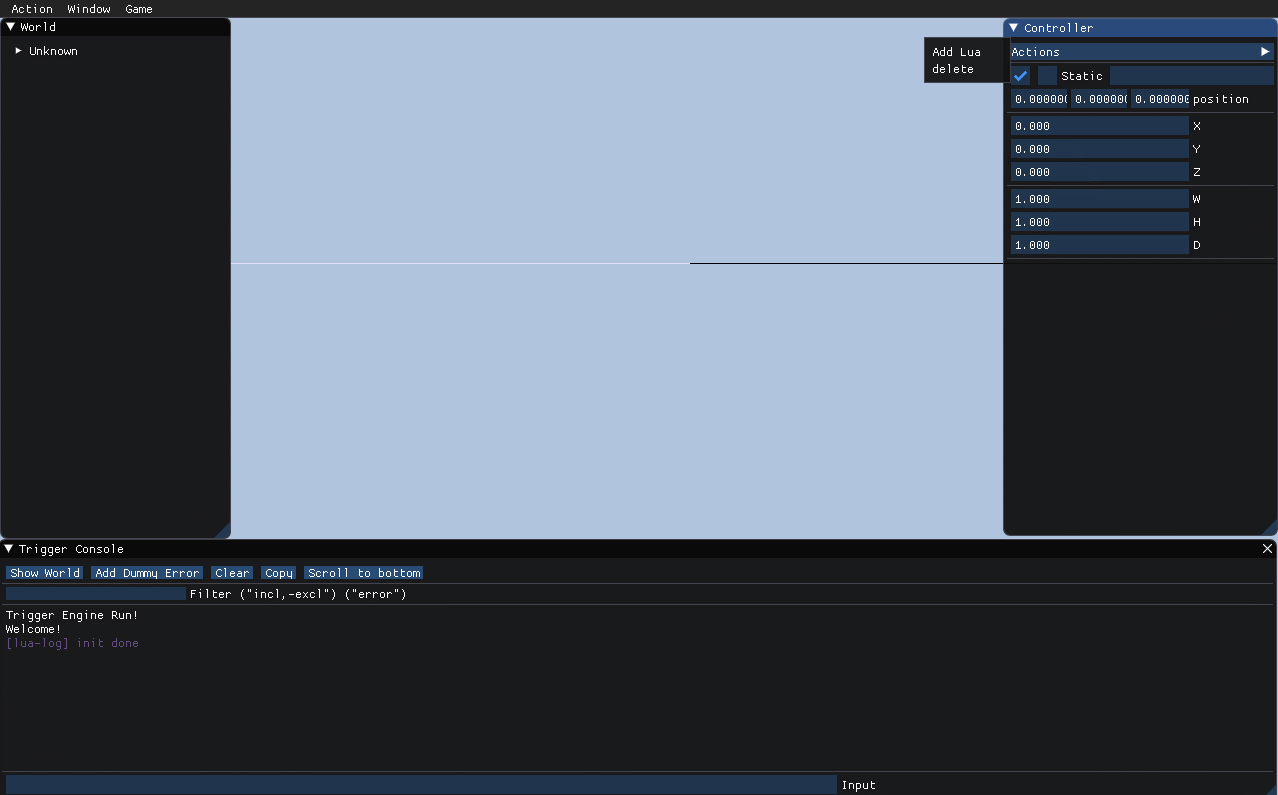 Action Window Game
World
Unknown
Add Lua
delete
Controller
Actions
Static
0.000000 0.000000 0.000000 position
0.000 X
0.000 Y
0.000 Z
1.000 W
1.000 H
1.000 D
Trigger Console
Show World Add Dummy Error Clear Copy Scroll to bottom
Filter ("incl,-excl") ("error")
Trigger Engine Run!
Welcome!
[lua-log] init done
Input